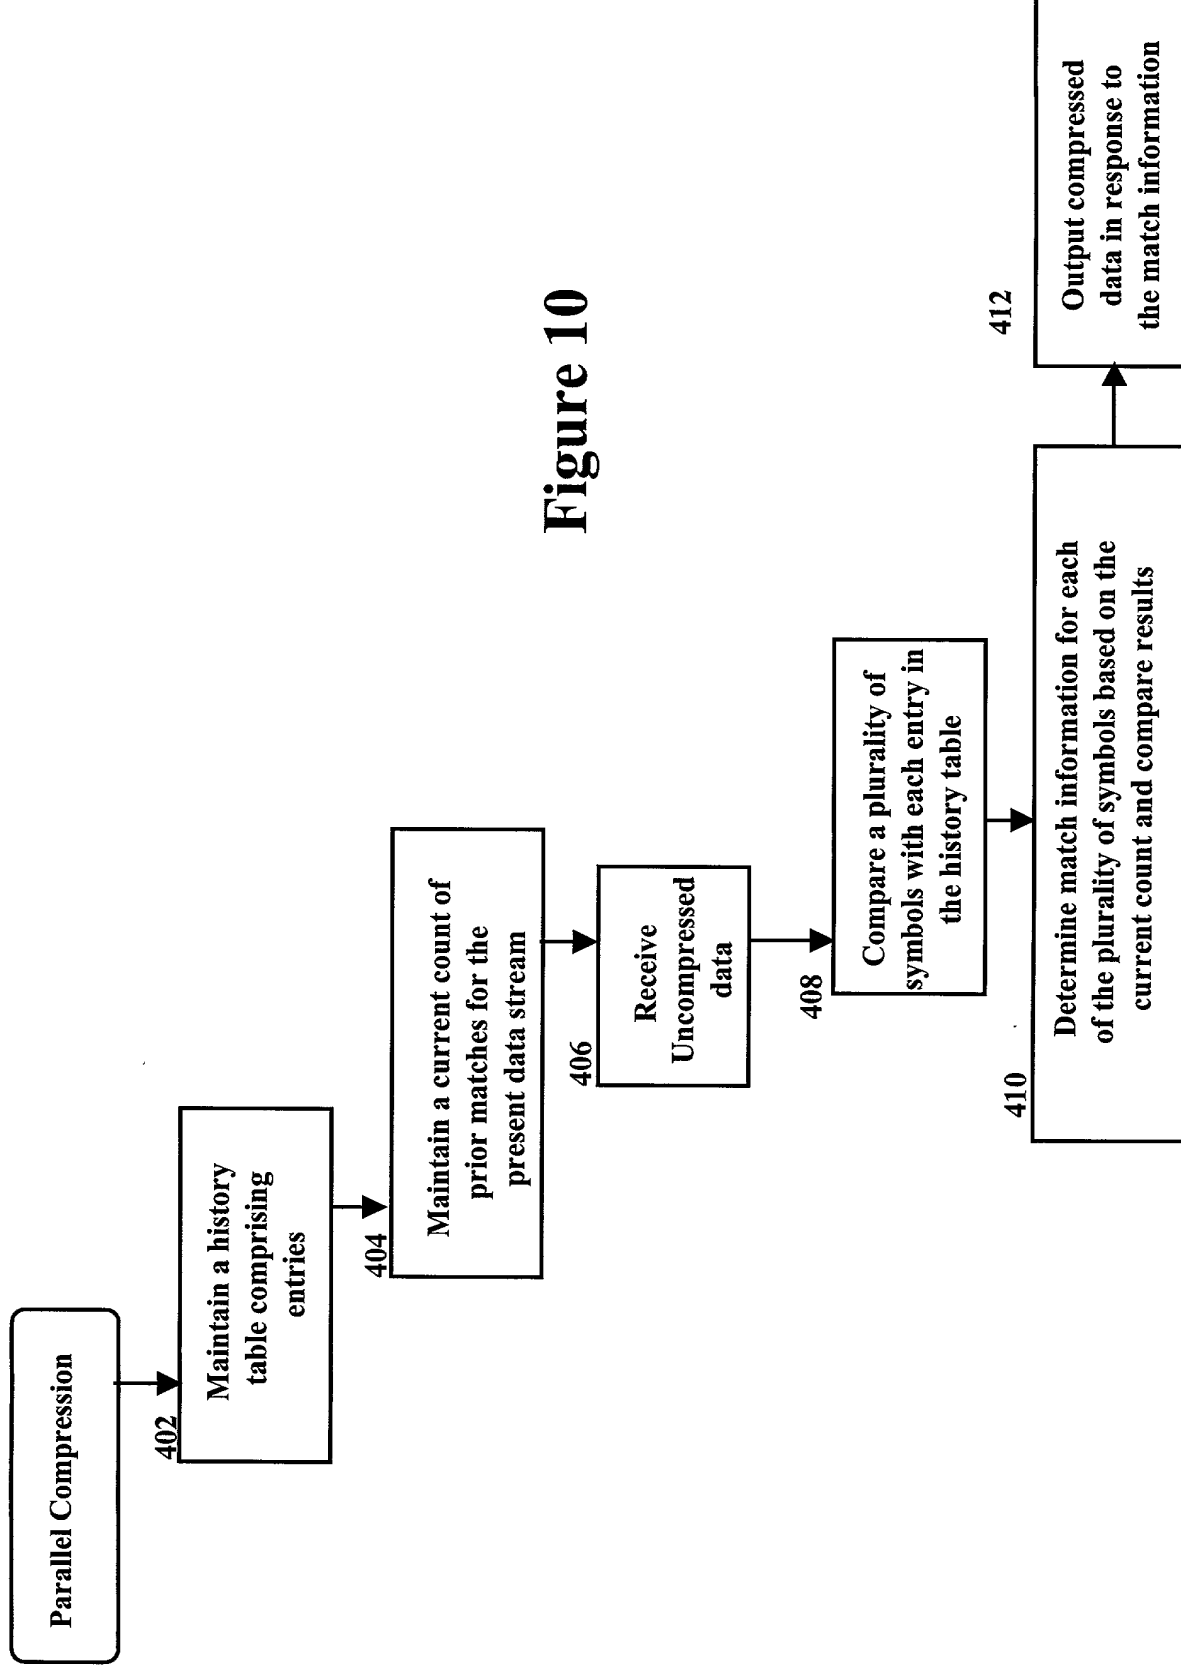 Parallel Compression
402
Maintain a history
table comprising
entries
404
Maintain a current count of
prior matches for the
present data stream
406
Receive
Uncompressed
data
408
Compare a plurality of
symbols with each entry in
the history table
410
Determine match information for each
of the plurality of symbols based on the
current count and compare results
412
Output compressed
data in response to
the match information
Figure 10